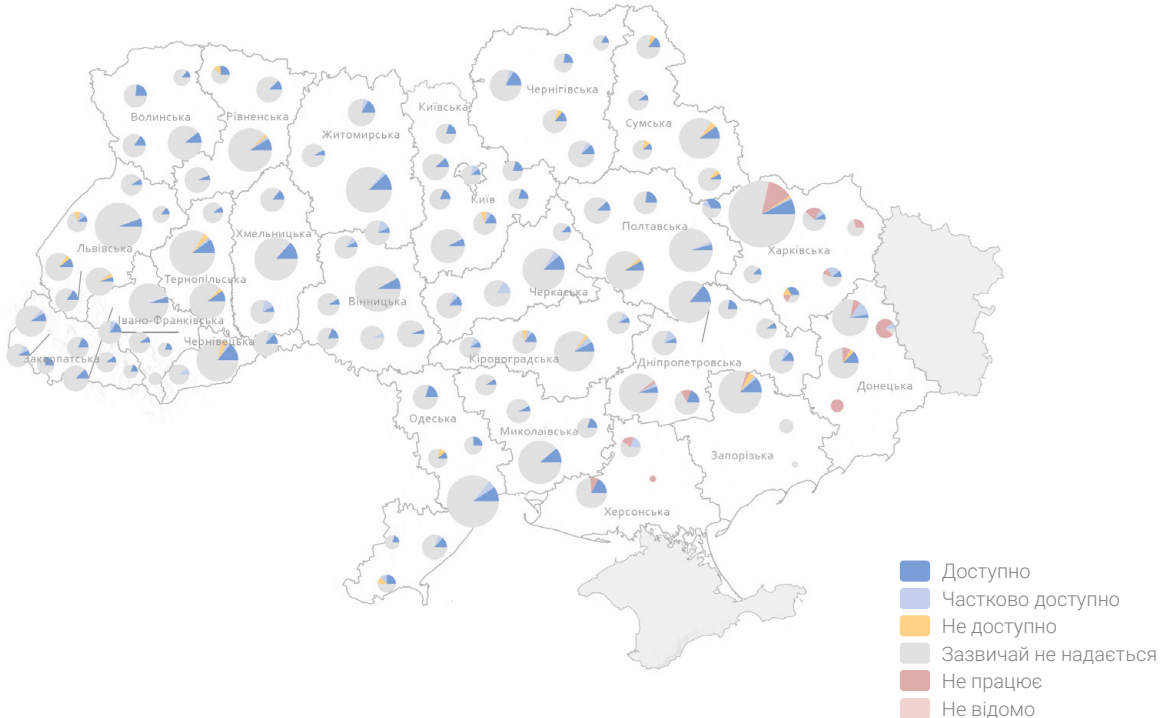 Чернігівська
Київська
Волинська
Рівненська
Сумська
Житомирська
Київ
Полтавська
Хмельницька
Львівська
Харківська
Тернопільська
Черкаська
Вінницька
Івано-Франківська
Чернівецька
Закарпатська
Кіровоградська
Дніпропетровська
Донецька
Одеська
Миколаївська
Запорізька
Херсонська
Доступно
Частково доступно
Не доступно
Зазвичай не надається
Не працює
Не відомо